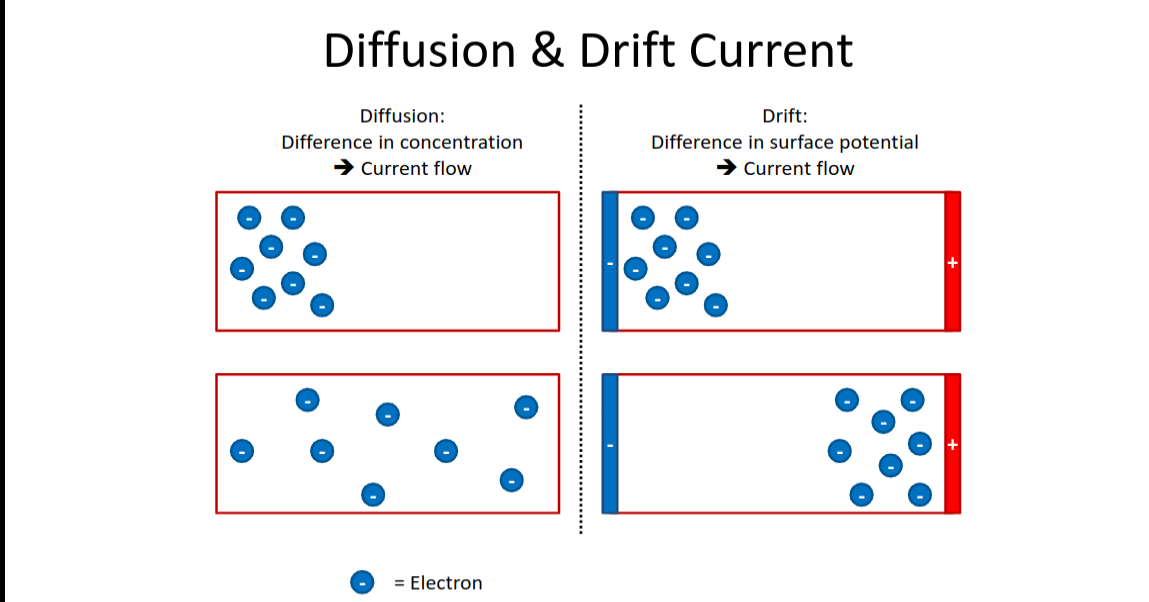 Diffusion & Drift Current
Diffusion:
Difference in concentration
➔ Current flow
Drift:
Difference in surface potential
➔ Current flow
- -
- -
-
-
- -
- - -
- -
- +
-
-
- -
- -
- -
- -
-
- - -
-
-
- -
-
- - +
-
- -
- = Electron